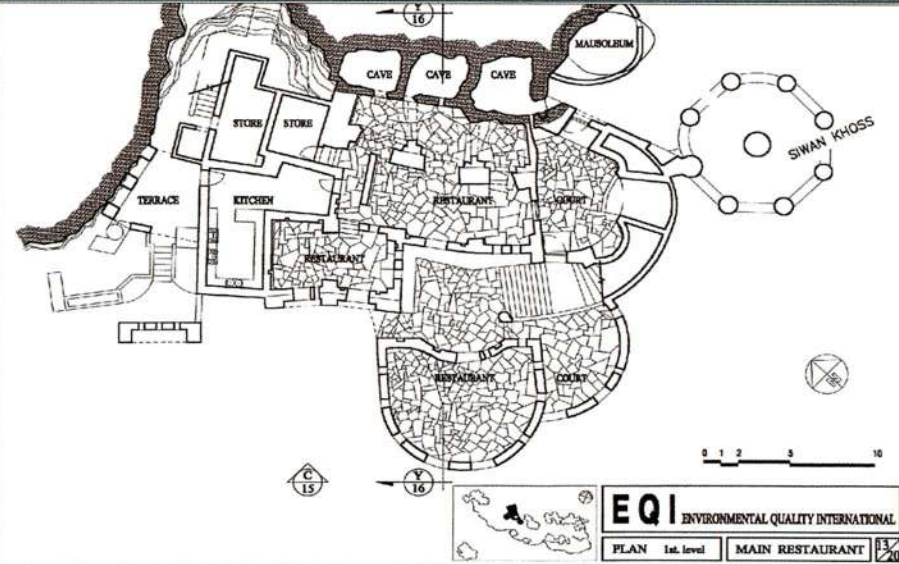 Y
16
MAUSOLEUM
CAVE
CAVE
CAVE
SIWAN KHOSS
STORE
STORE
TERRACE
KITCHEN
RESTAURANT
COURT
RESTAURANT
RESTAURANT
COURT
0 1 2 5 10
C
15
Y
16
EQI ENVIRONMENTAL QUALITY INTERNATIONAL
PLAN 1st. level
MAIN RESTAURANT
13/20